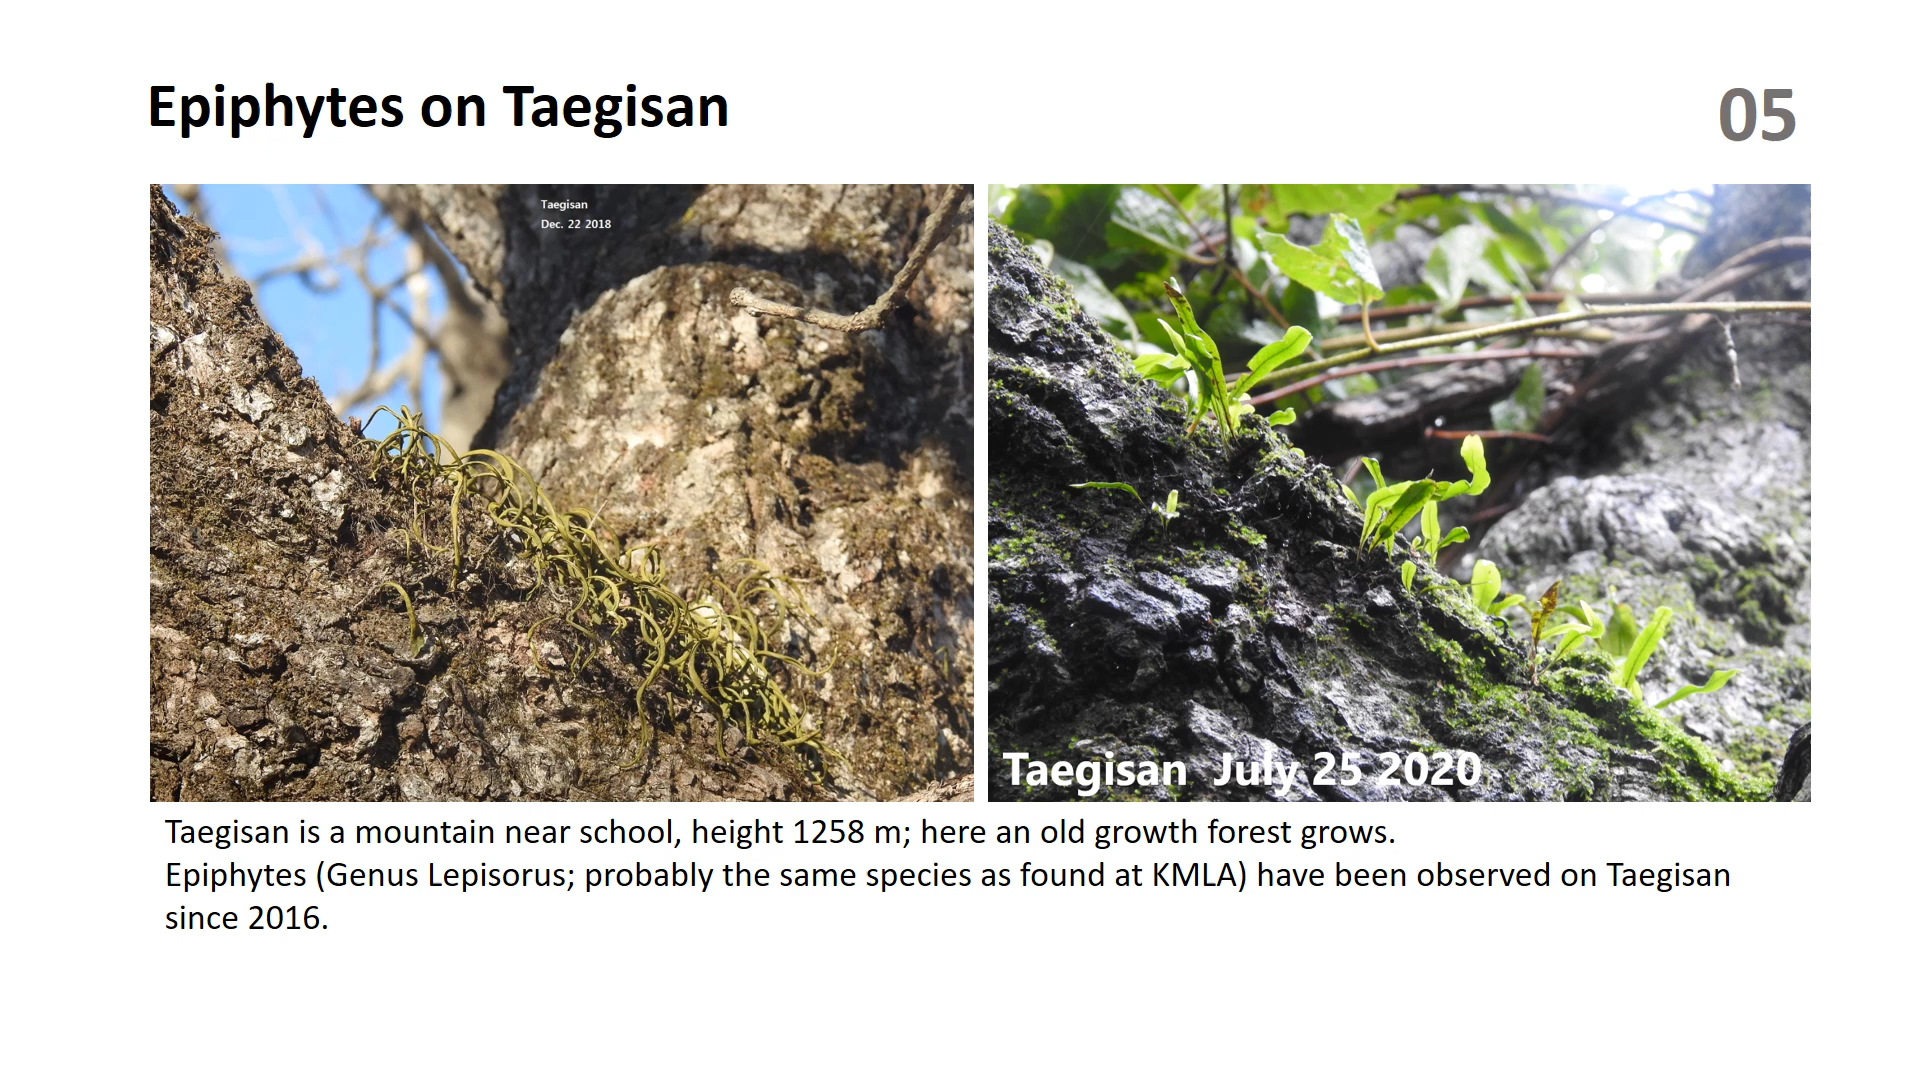 Epiphytes on Taegisan
05
Taegisan
Dec. 22 2018
Taegisan July 25 2020
Taegisan is a mountain near school, height 1258 m; here an old growth forest grows.
Epiphytes (Genus Lepisorus; probably the same species as found at KMLA) have been observed on Taegisan
since 2016.